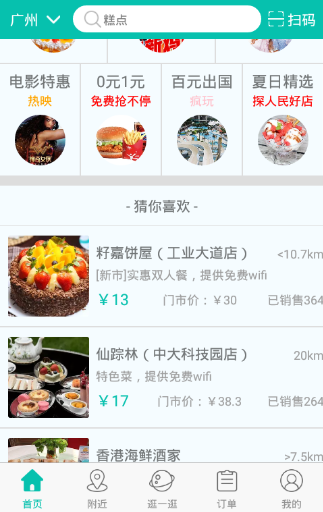 广州 糕点 扫码
电影特惠 0元1元 百元出国 夏日精选
热映 免费抢不停 疯玩 探人民好店
- 猜你喜欢 -
籽嘉饼屋（工业大道店） <10.7km
[新市]实惠双人餐，提供免费wifi
￥13 门市价：￥30 已销售364
仙踪林（中大科技园店） 20km
特色菜，提供免费wifi
￥17 门市价：￥38.3 已销售264
香港海鲜酒家 >7.5km
首页 附近 逛一逛 订单 我的